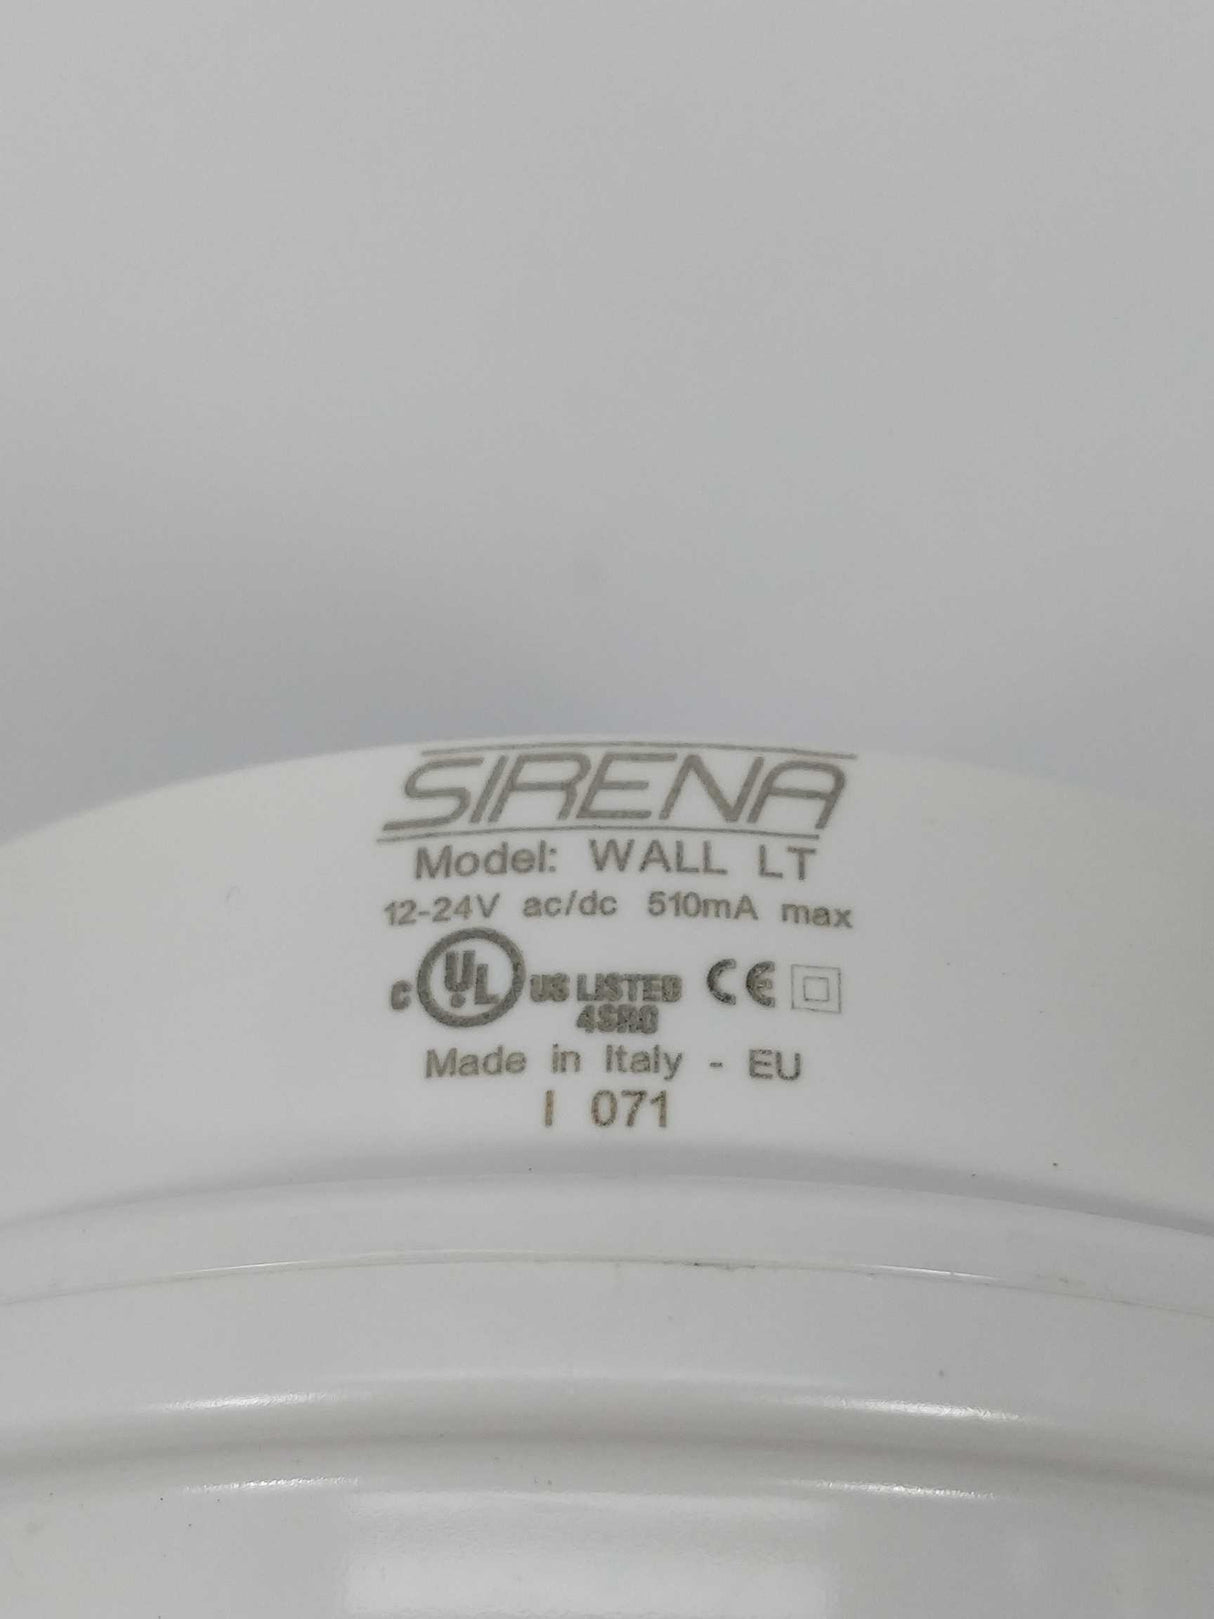 SIRENA
Model: WALL LT
12-24V ac/dc 510mA max
C UL US LISTED CE
4SRG
Made in Italy - EU
I 071